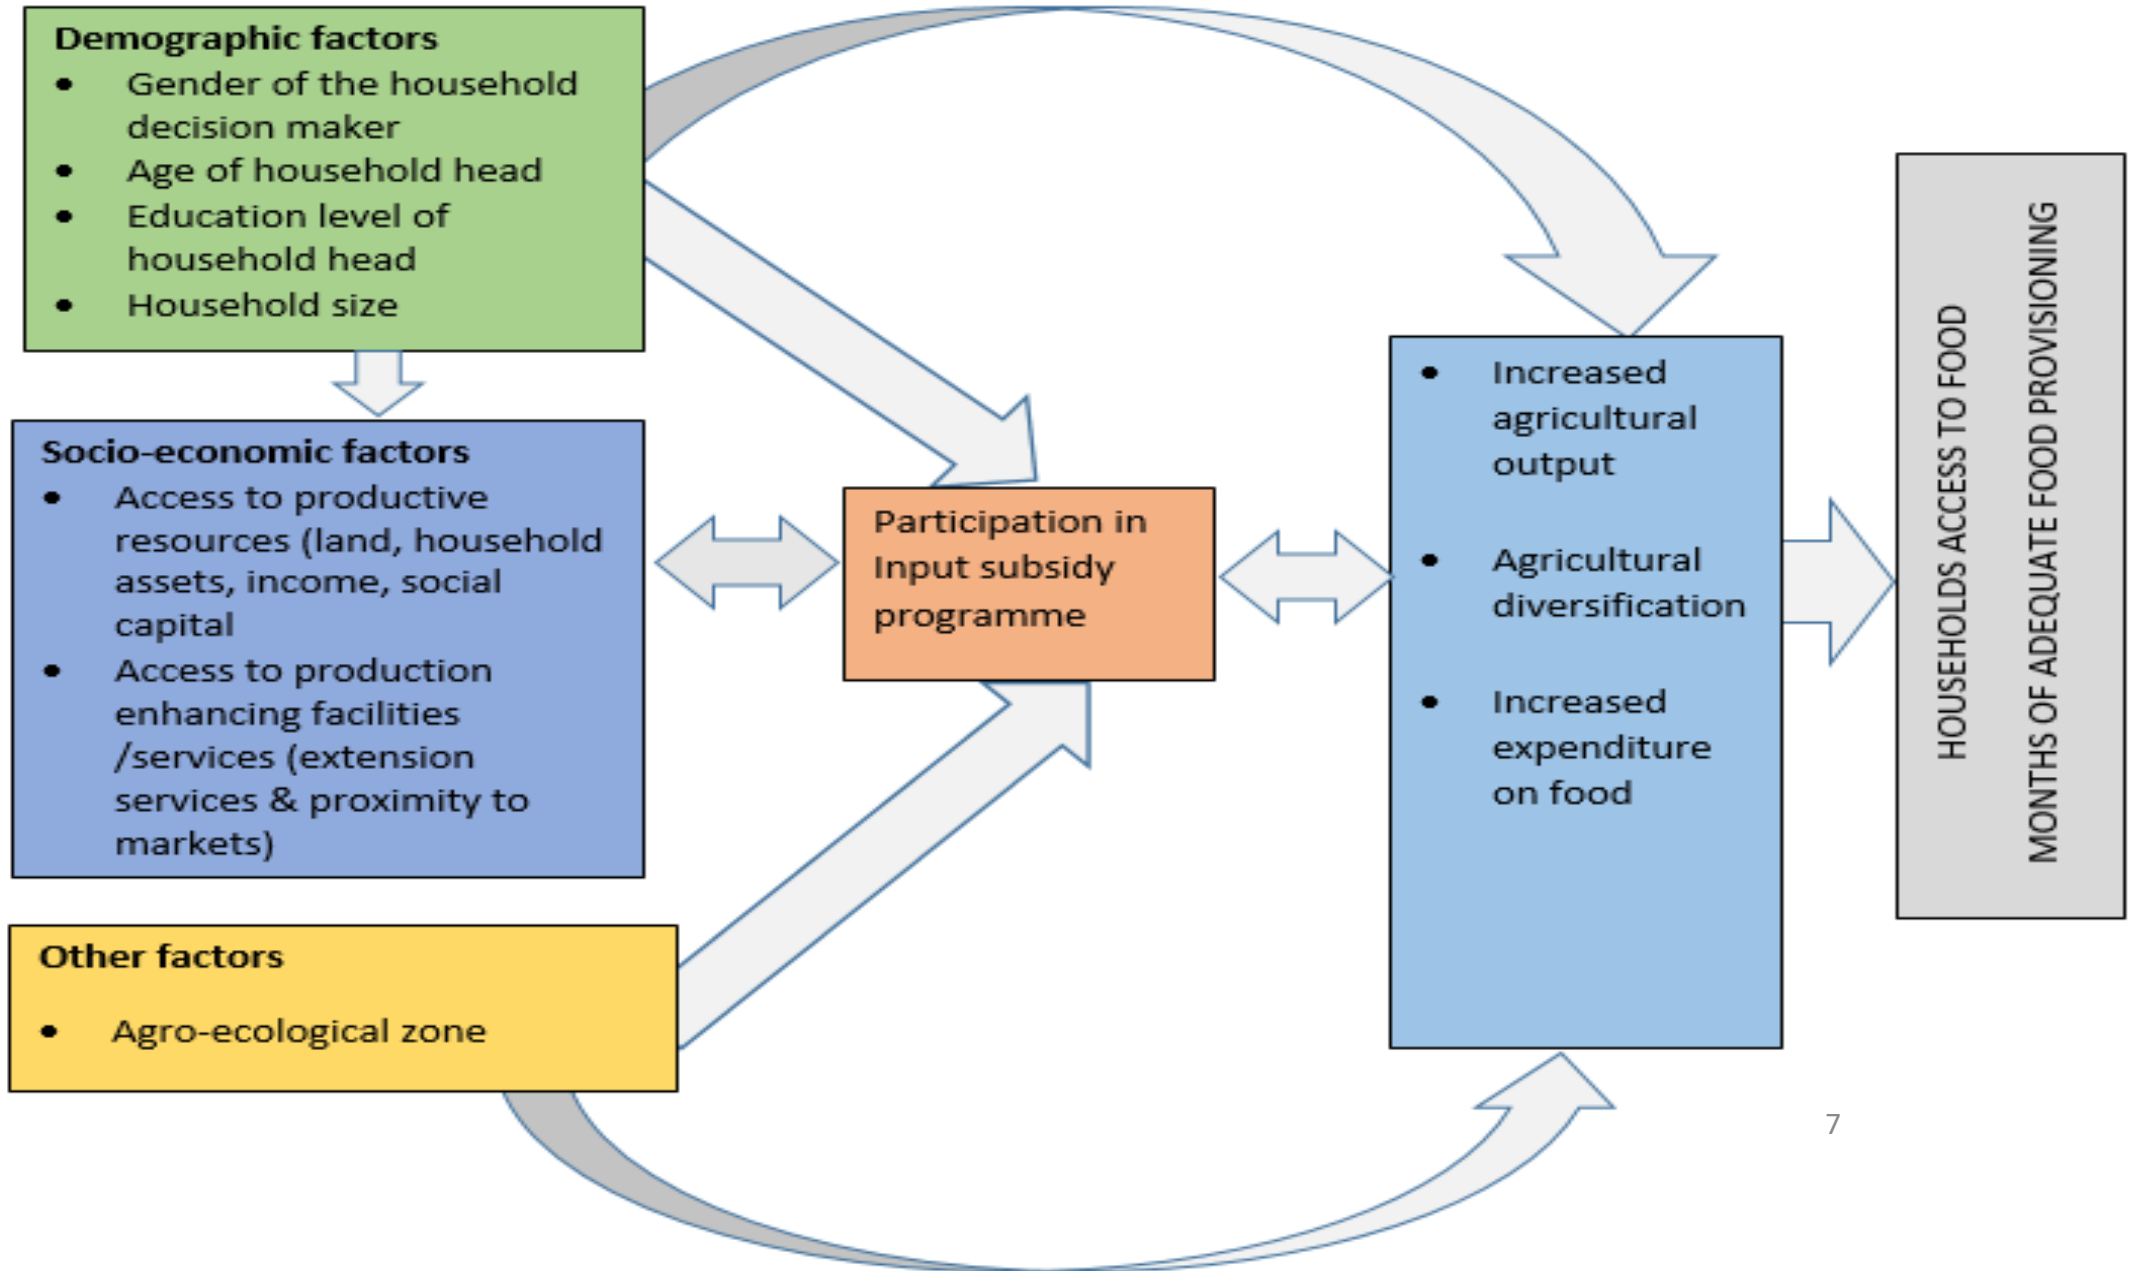 Demographic factors
• Gender of the household
decision maker
• Age of household head
• Education level of
household head
• Household size
Socio-economic factors
• Access to productive
resources (land, household
assets, income, social
capital
• Access to production
enhancing facilities
/services (extension
services & proximity to
markets)
Other factors
• Agro-ecological zone
Participation in
Input subsidy
programme
• Increased
agricultural
output
• Agricultural
diversification
• Increased
expenditure
on food
HOUSEHOLDS ACCESS TO FOOD
MONTHS OF ADEQUATE FOOD PROVISIONING
7